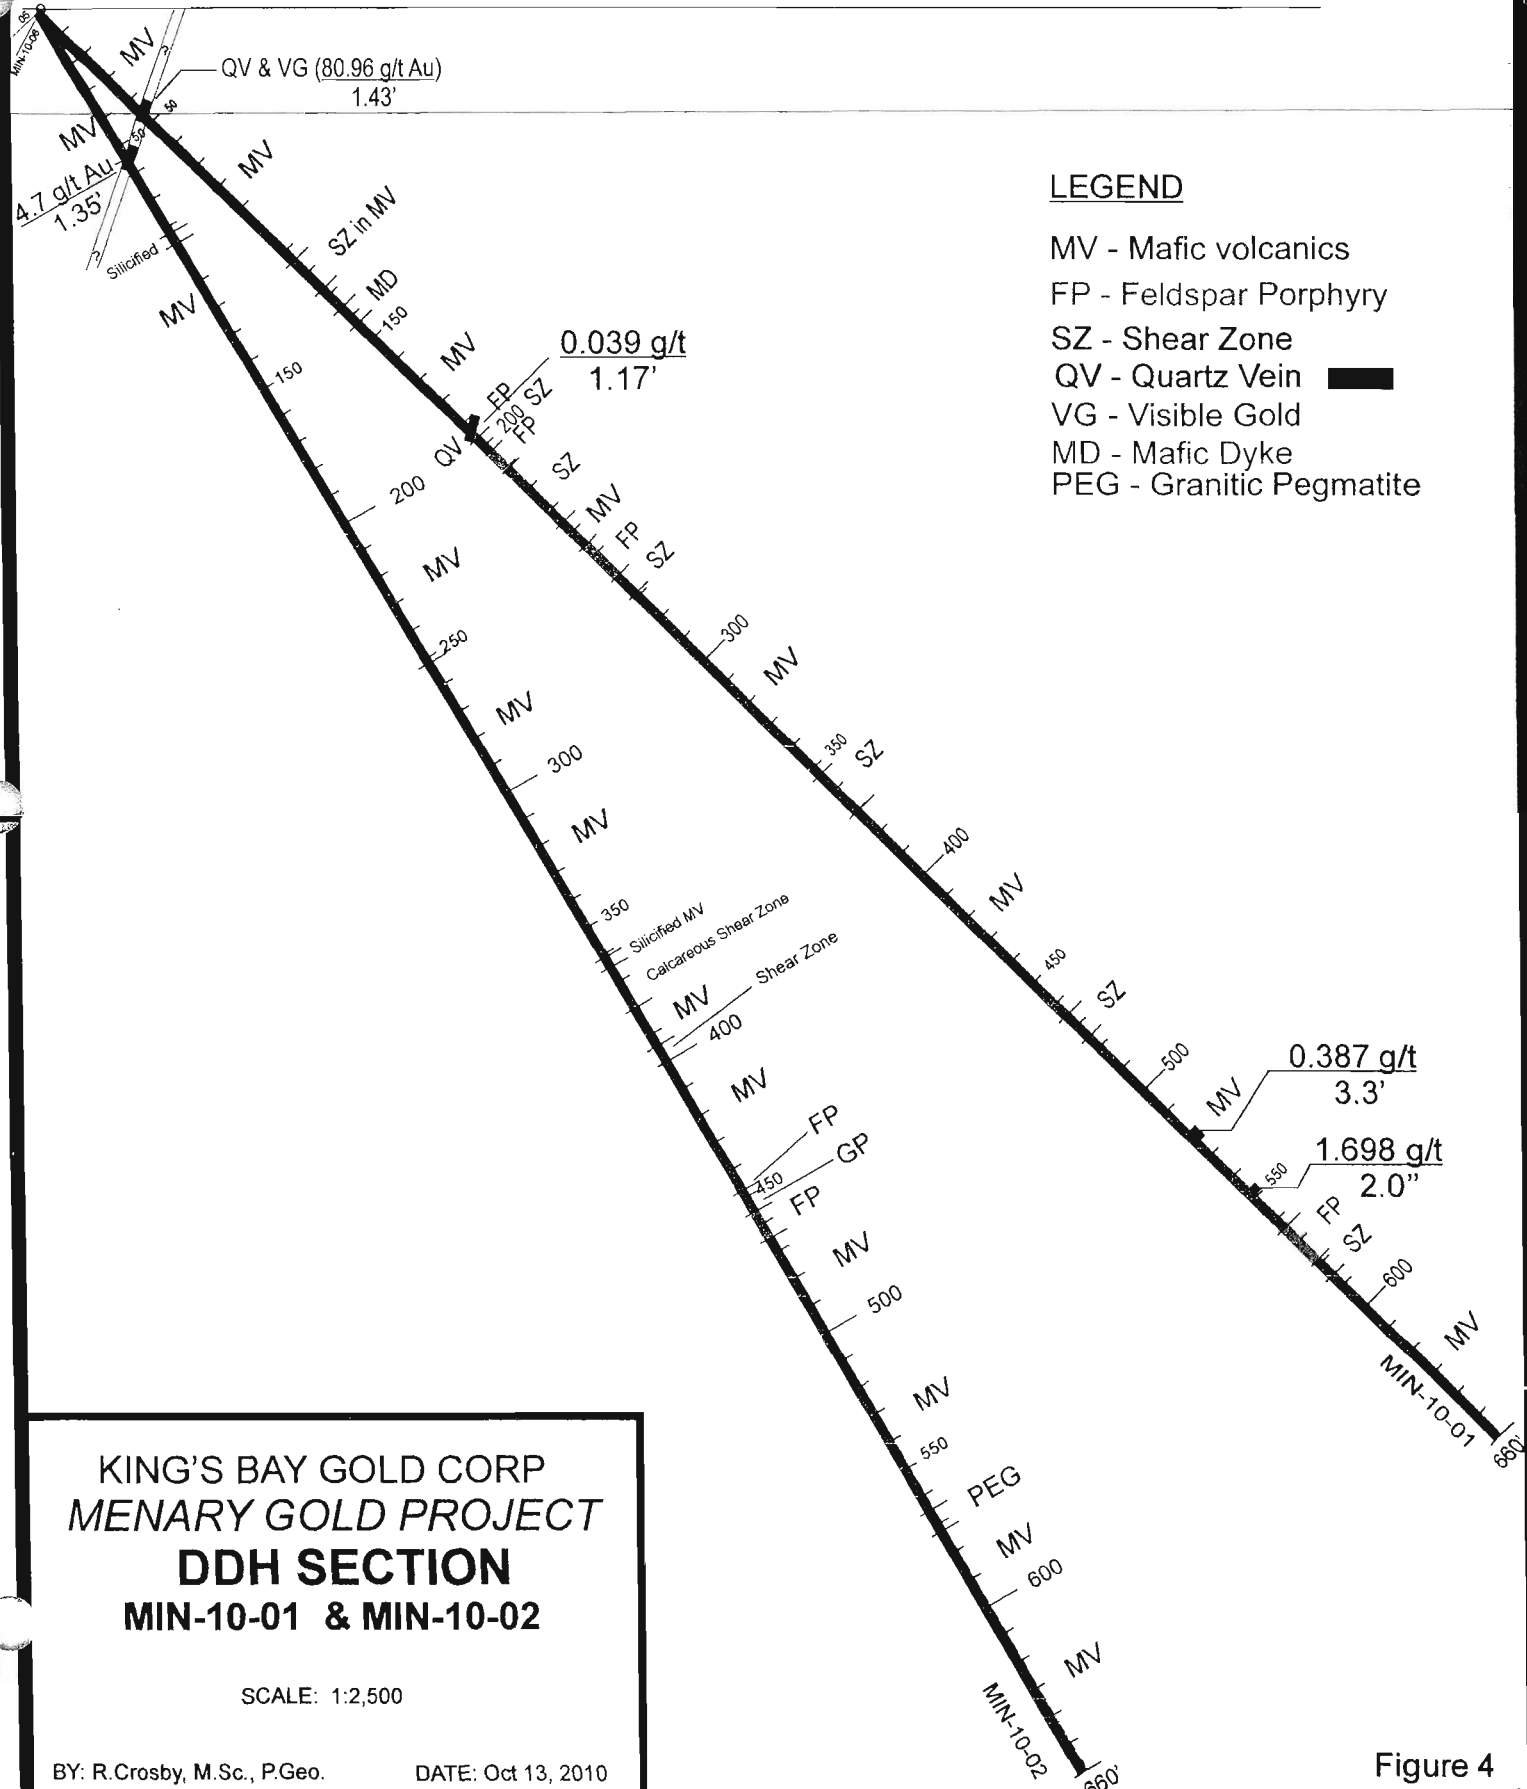 OS
MIN-10-06
MV
?
QV & VG (80.96 g/t Au)
1.43'
50
MV
50
4.7 g/t Au
1.35'
?
Silicified
MV
MV
SZ in MV
MD
150
MV
0.039 g/t
1.17'
FP
200
SZ
FP
QV
SZ
MV
FP
SZ
300
MV
350
SZ
400
MV
450
SZ
500
MV
0.387 g/t
3.3'
1.698 g/t
2.0”
550
FP
SZ
600
MV
MIN-10-01
660'
150
200
MV
250
MV
300
MV
350
Silicified MV
Calcareous Shear Zone
Shear Zone
MV
400
MV
FP
GP
450
FP
MV
500
MV
550
PEG
MV
600
MV
MIN-10-02
660'
LEGEND
MV - Mafic volcanics
FP - Feldspar Porphyry
SZ - Shear Zone
QV - Quartz Vein
VG - Visible Gold
MD - Mafic Dyke
PEG - Granitic Pegmatite
KING'S BAY GOLD CORP
MENARY GOLD PROJECT
DDH SECTION
MIN-10-01 & MIN-10-02
SCALE: 1:2,500
BY: R.Crosby, M.Sc., P.Geo. DATE: Oct 13, 2010
Figure 4